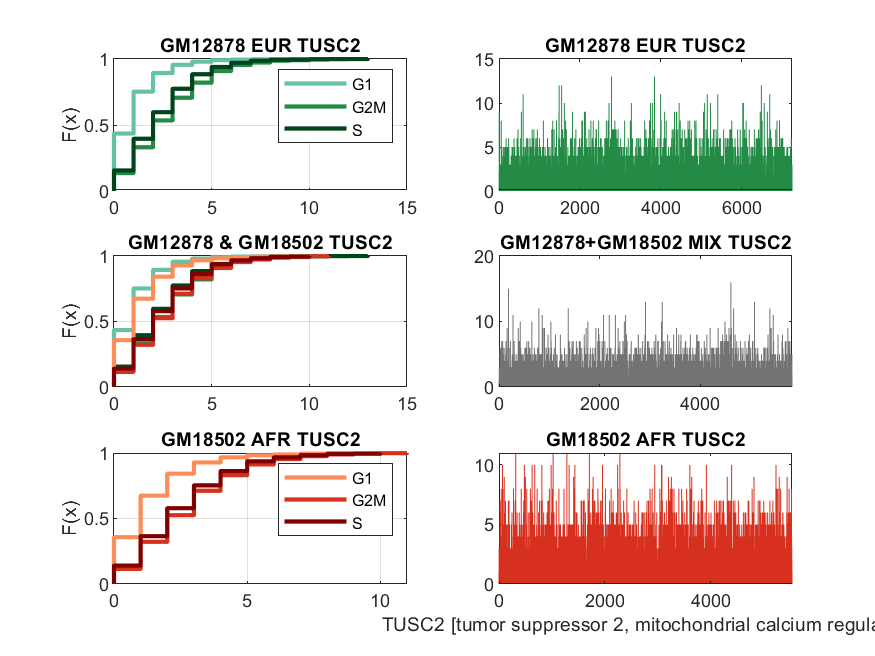 GM12878 EUR TUSC2
1
0.5
0
F(x)
0
5
10
15
G1
G2M
S
GM12878 EUR TUSC2
15
10
5
0
0
2000
4000
6000
GM12878 & GM18502 TUSC2
1
0.5
0
F(x)
0
5
10
15
GM12878+GM18502 MIX TUSC2
20
10
0
0
2000
4000
GM18502 AFR TUSC2
1
0.5
0
F(x)
0
5
10
G1
G2M
S
GM18502 AFR TUSC2
10
5
0
0
2000
4000
TUSC2 [tumor suppressor 2, mitochondrial calcium regula